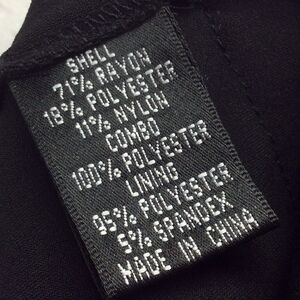 SHELL
71% RAYON
18% POLYESTER
11% NYLON
COMBO
100% POLYESTER
LINING
95% POLYESTER
5% SPANDEX
MADE IN CHINA